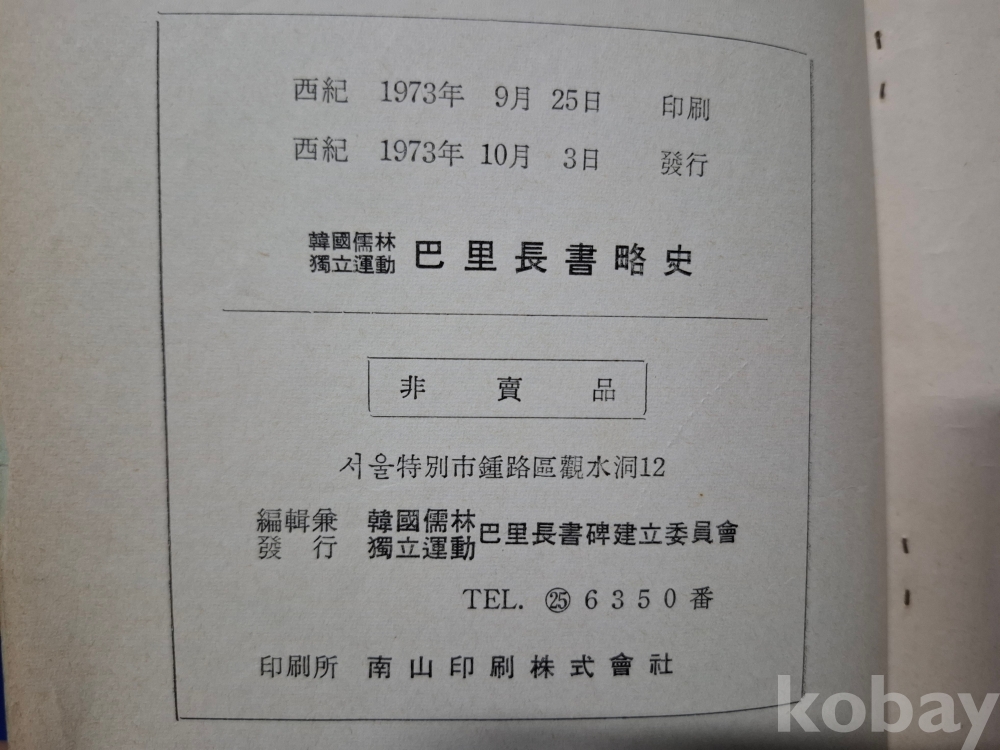 西紀 1973年 9月 25日 印刷
西紀 1973年 10月 3日 發行
韓國儒林
獨立運動 巴里長書略史
非賣品
서울特別市鍾路區觀水洞12
編輯兼 韓國儒林
發行 獨立運動 巴里長書碑建立委員會
TEL. ㉕ 6350番
印刷所 南山印刷株式會社
kobay